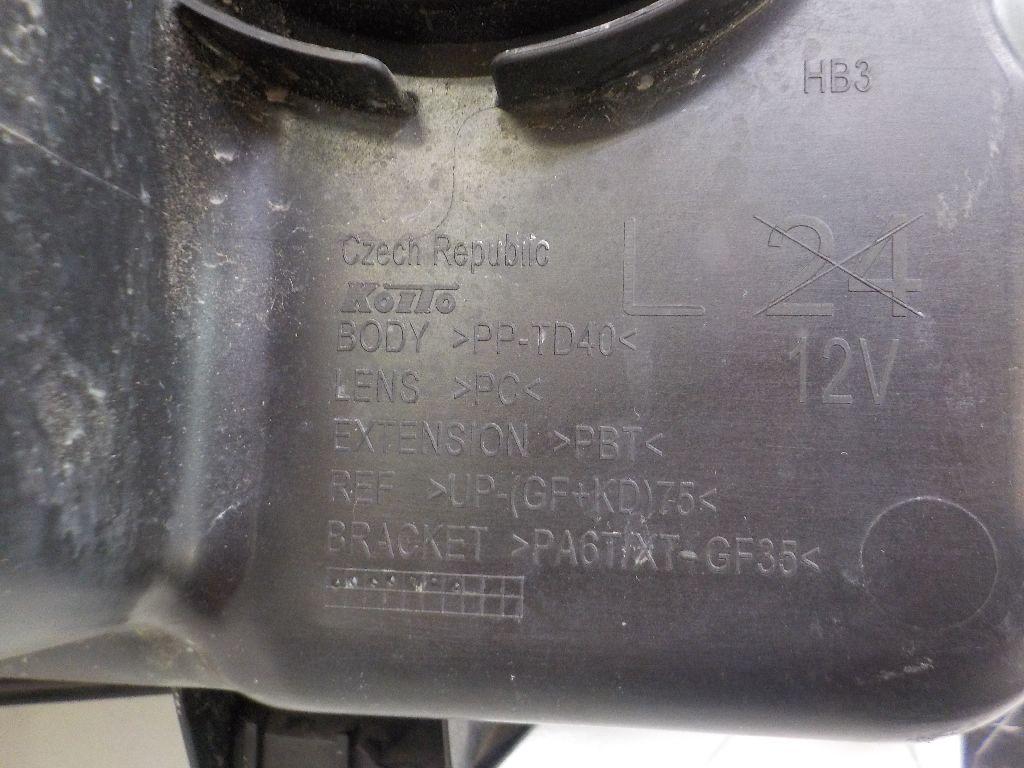 HB3
Czech Republic
KOITO
L 24
12V
BODY >PP-TD40<
LENS >PC<
EXTENSION >PBT<
REF >UP-(GF+KD)75<
BRACKET >PA6T/XT-GF35<